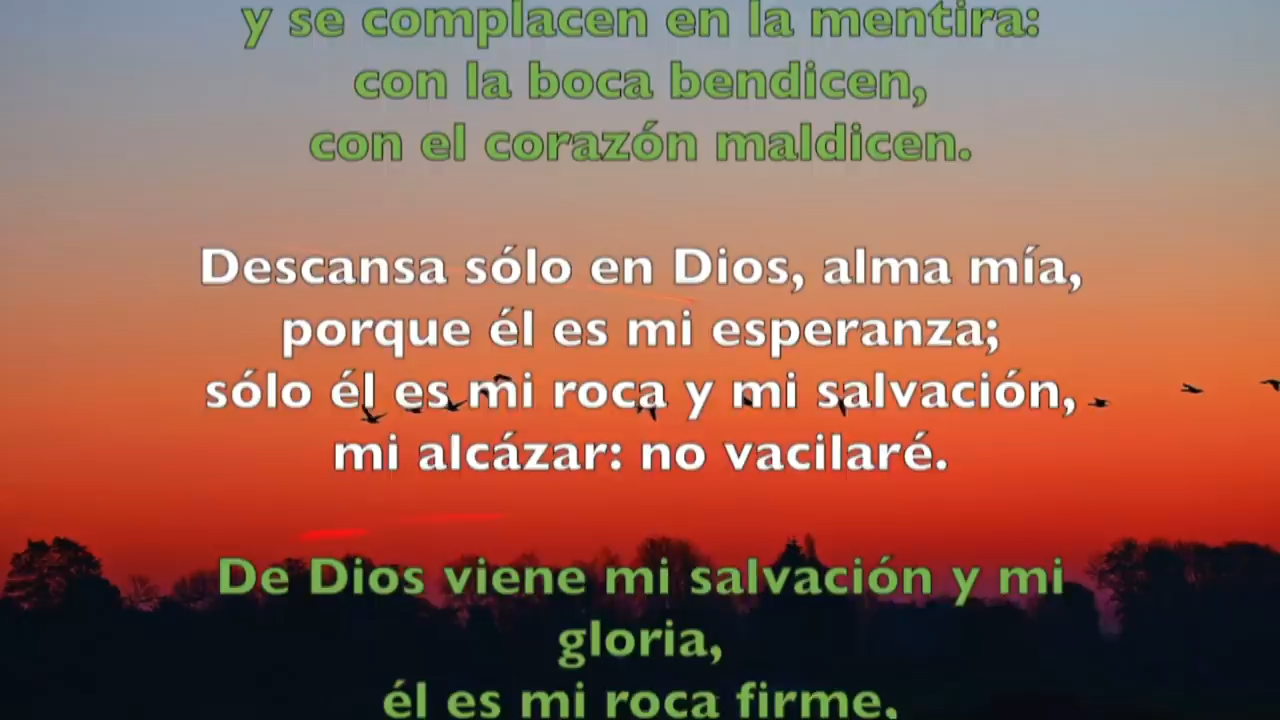 y se complacen en la mentira:
con la boca bendicen,
con el corazón maldicen.
Descansa sólo en Dios, alma mía,
porque él es mi esperanza;
sólo él es mi roca y mi salvación,
mi alcázar: no vacilaré.
De Dios viene mi salvación y mi
gloria,
él es mi roca firme,